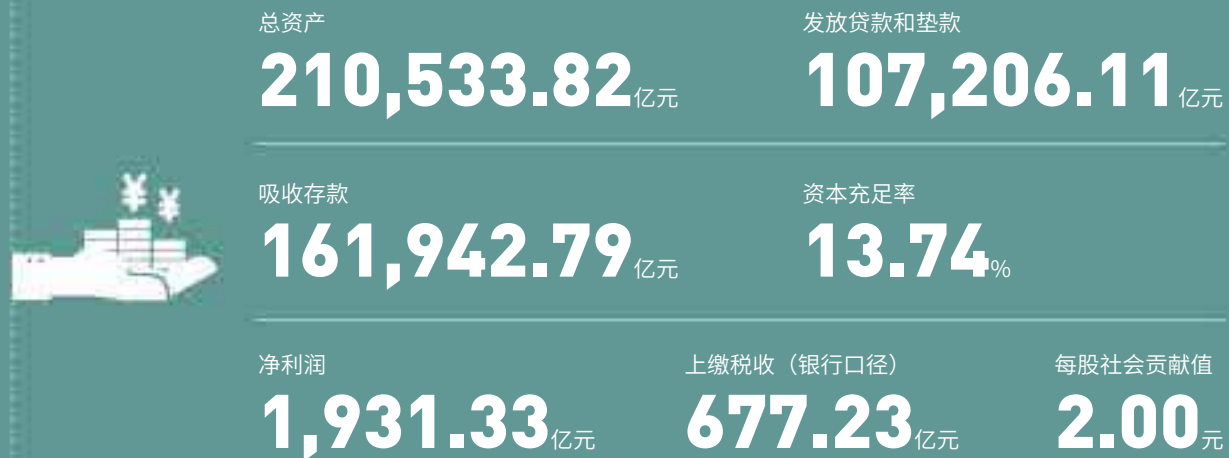 总资产 发放贷款和垫款
210,533.82亿元 107,206.11亿元
吸收存款 资本充足率
161,942.79亿元 13.74%
净利润 上缴税收（银行口径） 每股社会贡献值
1,931.33亿元 677.23亿元 2.00元